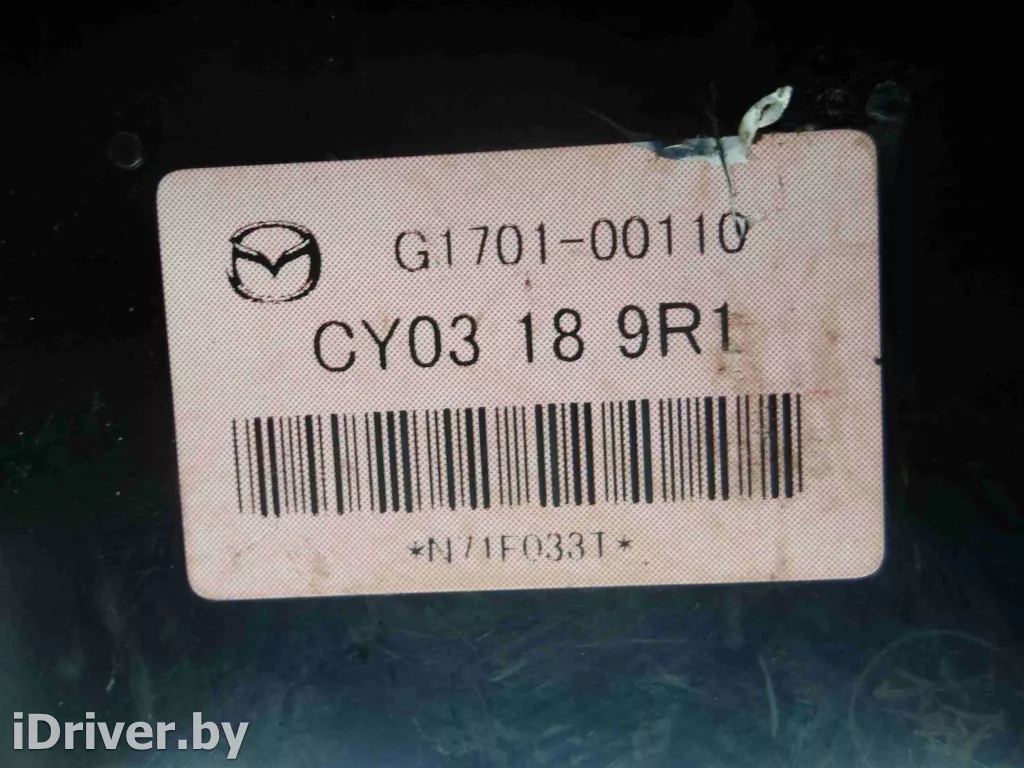 G1701-00110
CY03 18 9R1
*N71F033T*
iDriver.by